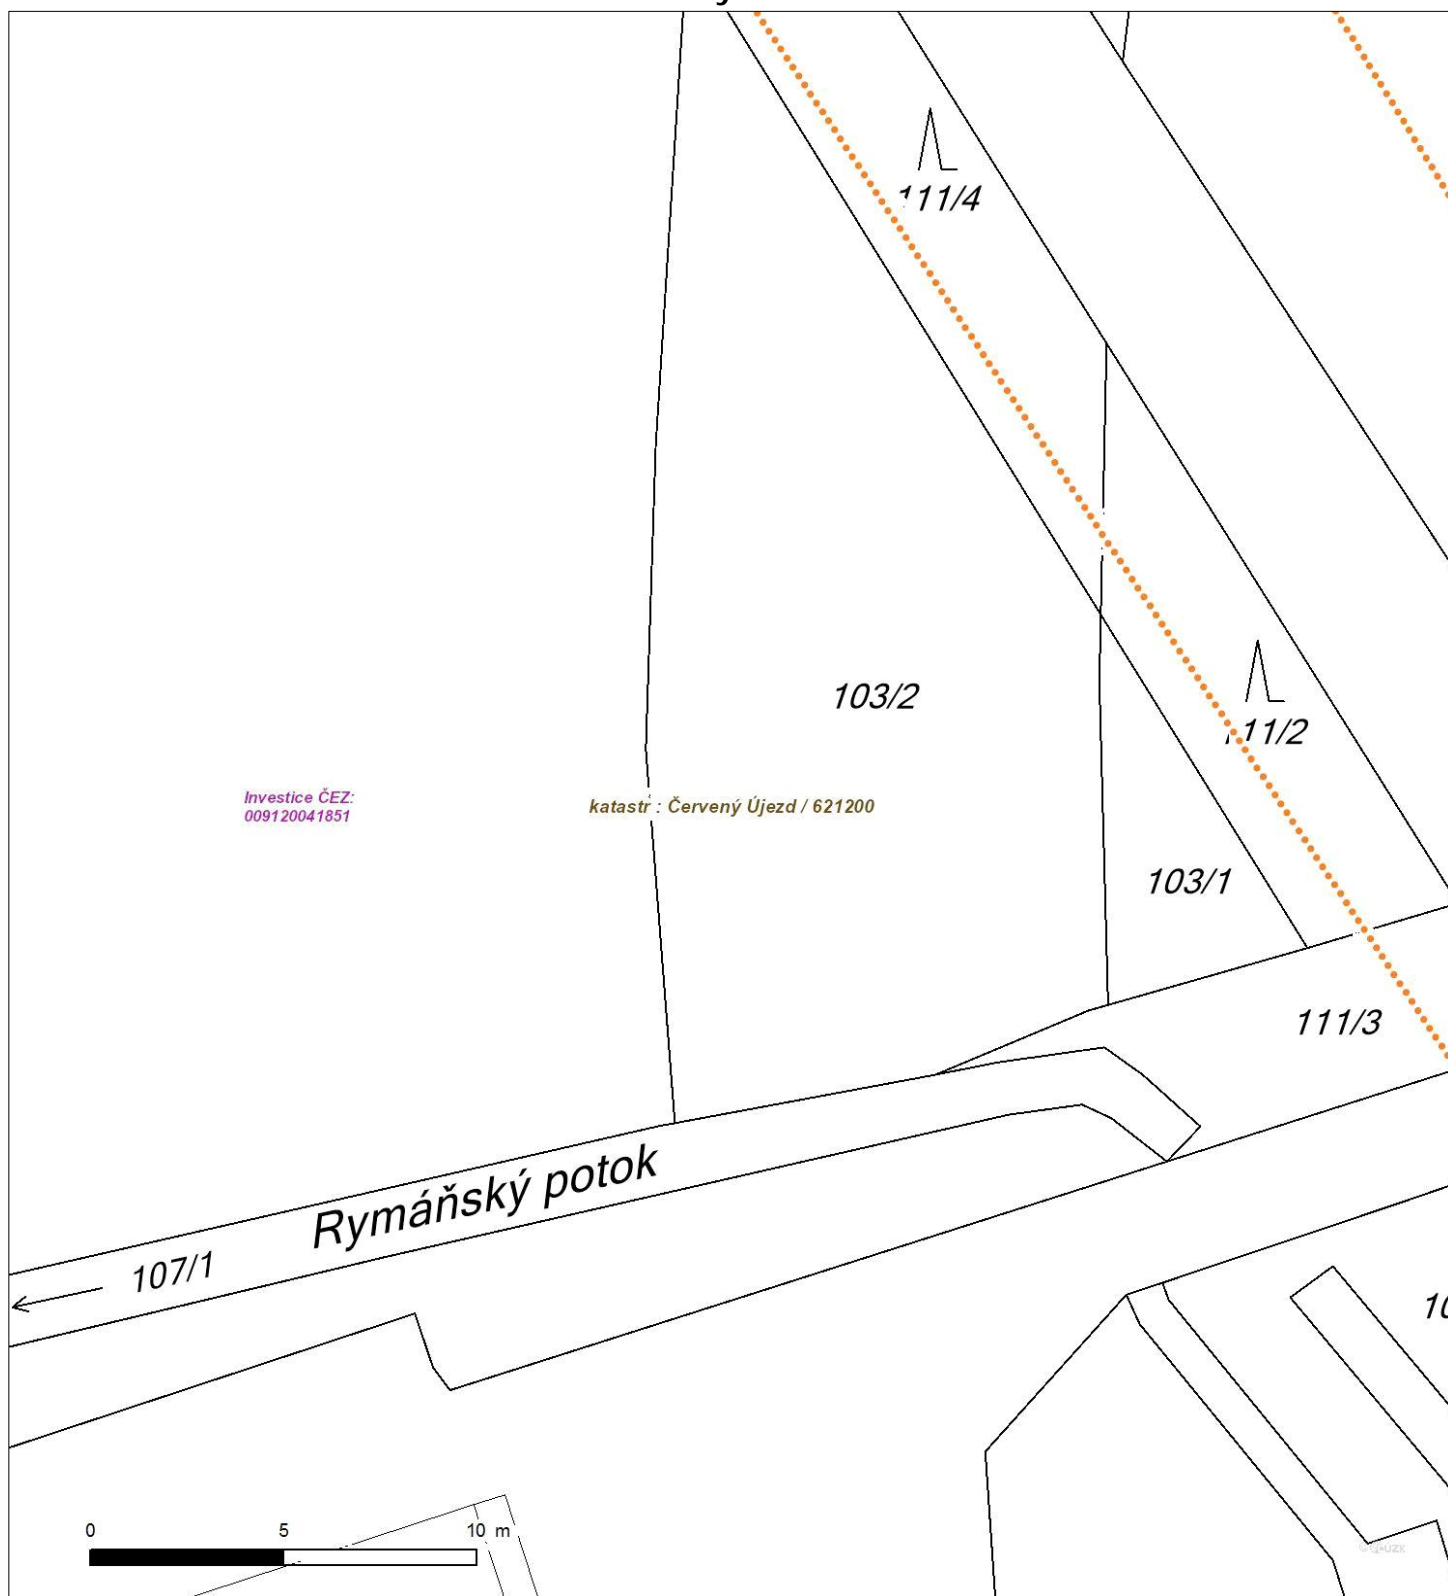 111/4
103/2
111/2
Investice ČEZ:
009120041851
katastr : Červený Újezd / 621200
103/1
111/3
Rymáňský potok
107/1
10
0 5 10 m